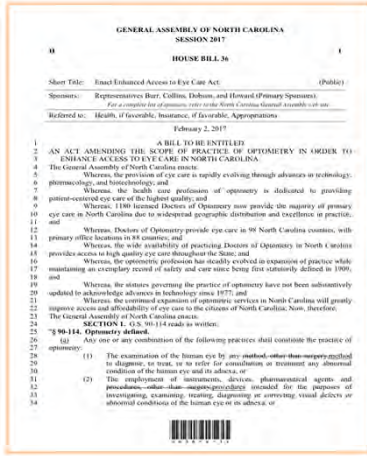 GENERAL ASSEMBLY OF NORTH CAROLINA
SESSION 2017
H 1
HOUSE BILL 36
Short Title: Enact Enhanced Access to Eye Care Act. (Public)
Sponsors: Representatives Burr, Collins, Dobson, and Howard (Primary Sponsors).
For a complete list of sponsors, refer to the North Carolina General Assembly web site.
Referred to: Health, if favorable, Insurance, if favorable, Appropriations
February 2, 2017
1 A BILL TO BE ENTITLED
2 AN ACT AMENDING THE SCOPE OF PRACTICE OF OPTOMETRY IN ORDER TO
3 ENHANCE ACCESS TO EYE CARE IN NORTH CAROLINA.
4 The General Assembly of North Carolina enacts:
5 Whereas, the provision of eye care is rapidly evolving through advances in technology,
6 pharmacology, and biotechnology; and
7 Whereas, the health care profession of optometry is dedicated to providing
8 patient-centered eye care of the highest quality; and
9 Whereas, 1180 licensed Doctors of Optometry now provide the majority of primary
10 eye care in North Carolina due to widespread geographic distribution and excellence in practice;
11 and
12 Whereas, Doctors of Optometry provide eye care in 98 North Carolina counties, with
13 primary office locations in 88 counties; and
14 Whereas, the wide availability of practicing Doctors of Optometry in North Carolina
15 provides access to high quality eye care throughout the State; and
16 Whereas, the optometric profession has steadily evolved in expansion of practice while
17 maintaining an exemplary record of safety and care since being first statutorily defined in 1909;
18 and
19 Whereas, the statutes governing the practice of optometry have not been substantively
20 updated to acknowledge advances in technology since 1977; and
21 Whereas, the continued expansion of optometric services in North Carolina will greatly
22 improve access and affordability of eye care to the citizens of North Carolina; Now, therefore,
23 The General Assembly of North Carolina enacts:
24 SECTION 1. G.S. 90-114 reads as written:
25 "§ 90-114. Optometry defined.
26 (a) Any one or any combination of the following practices shall constitute the practice of
27 optometry:
28 (1) The examination of the human eye by any method, other than surgery, method
29 to diagnose, to treat, or to refer for consultation or treatment any abnormal
30 condition of the human eye and its adnexa; or
31 (2) The employment of instruments, devices, pharmaceutical agents and
32 procedures, other than surgery, procedures intended for the purposes of
33 investigating, examining, treating, diagnosing or correcting visual defects or
34 abnormal conditions of the human eye or its adnexa; or